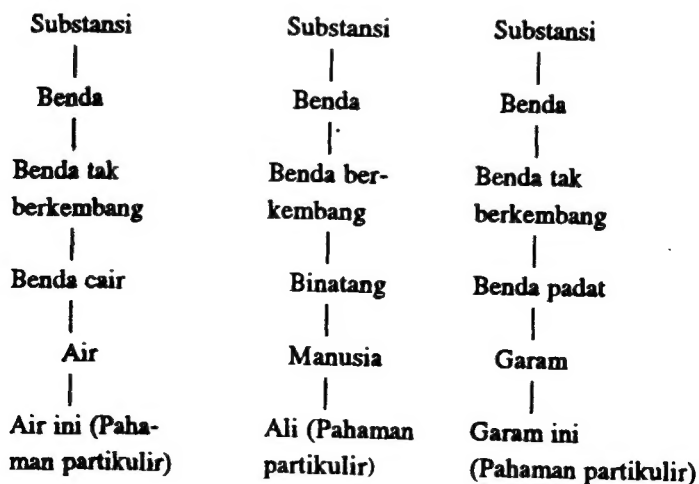 Substansi
Benda
Benda tak
berkembang
Benda cair
Air
Air ini (Paha-
man partikulir)
Substansi
Benda
Benda ber-
kembang
Binatang
Manusia
Ali (Pahaman
partikulir)
Substansi
Benda
Benda tak
berkembang
Benda padat
Garam
Garam ini
(Pahaman partikulir)